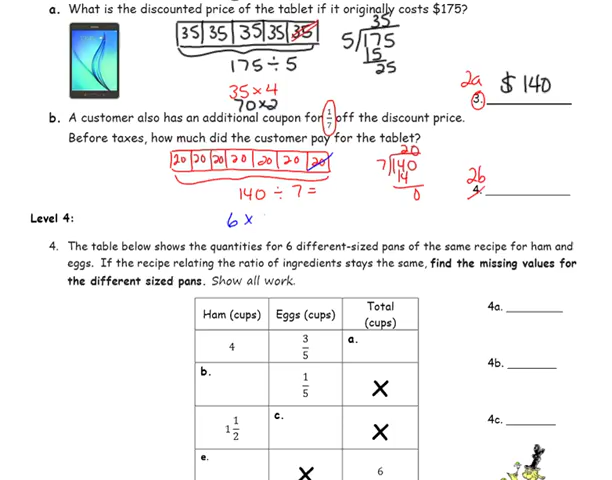 a. What is the discounted price of the tablet if it originally costs $175?
35 35 35 35 35
175 ÷ 5
35 × 4
70 × 2
35
5 175
15
25
2a
3. $ 140
b. A customer also has an additional coupon for 1/7 off the discount price.
Before taxes, how much did the customer pay for the tablet?
20 20 20 20 20 20 20
140 ÷ 7 =
20
7 140
14
0
2b
4.
6 ×
Level 4:
4. The table below shows the quantities for 6 different-sized pans of the same recipe for ham and
eggs. If the recipe relating the ratio of ingredients stays the same, find the missing values for
the different sized pans. Show all work.
Ham (cups) Eggs (cups) Total (cups)
4 3/5 a.
b. 1/5 X
1 1/2 c. X
e. X 6
4a.
4b.
4c.